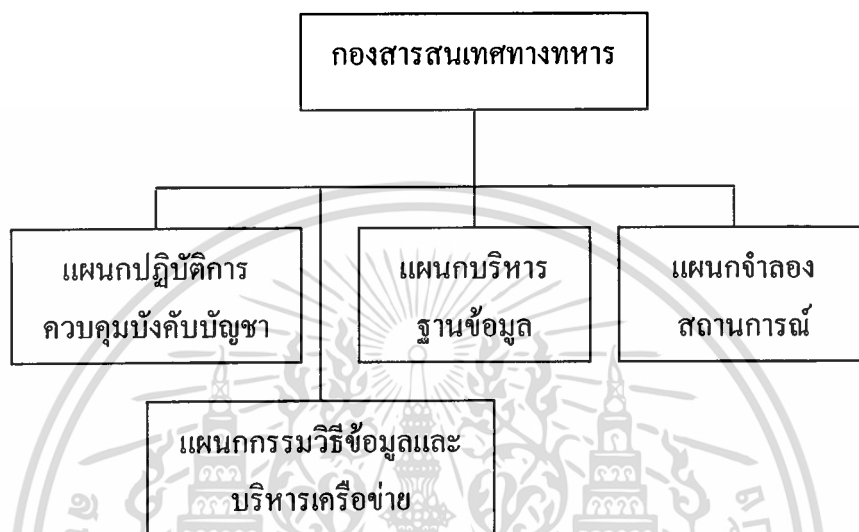 กองสารสนเทศทางทหาร
แผนกปฏิบัติการ
ควบคุมบังคับบัญชา
แผนกบริหาร
ฐานข้อมูล
แผนกจำลอง
สถานการณ์
แผนกกรรมวิธีข้อมูลและ
บริหารเครือข่าย